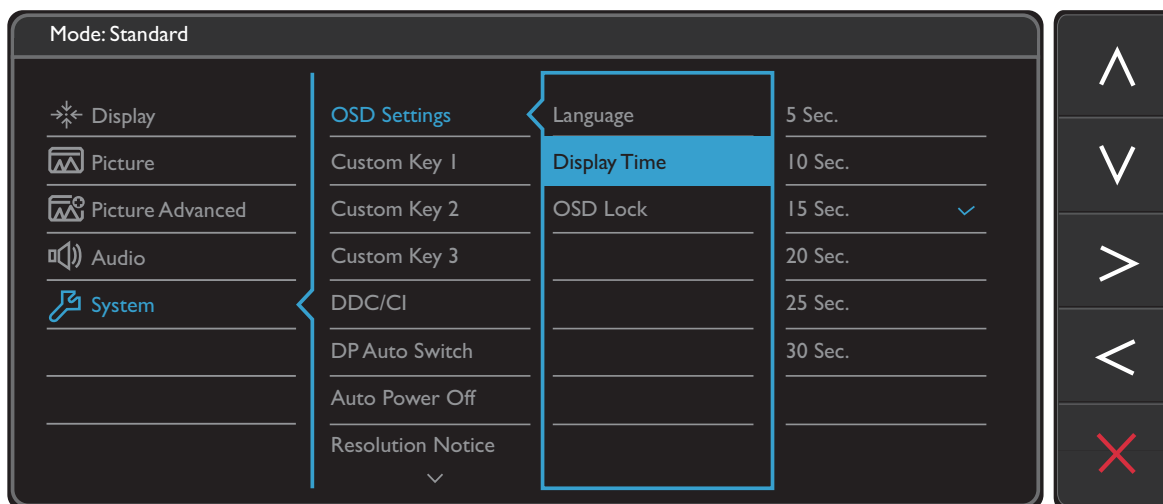 Mode: Standard
Display
Picture
Picture Advanced
Audio
System
OSD Settings
Custom Key 1
Custom Key 2
Custom Key 3
DDC/CI
DP Auto Switch
Auto Power Off
Resolution Notice
Language
Display Time
OSD Lock
5 Sec.
10 Sec.
15 Sec.
20 Sec.
25 Sec.
30 Sec.